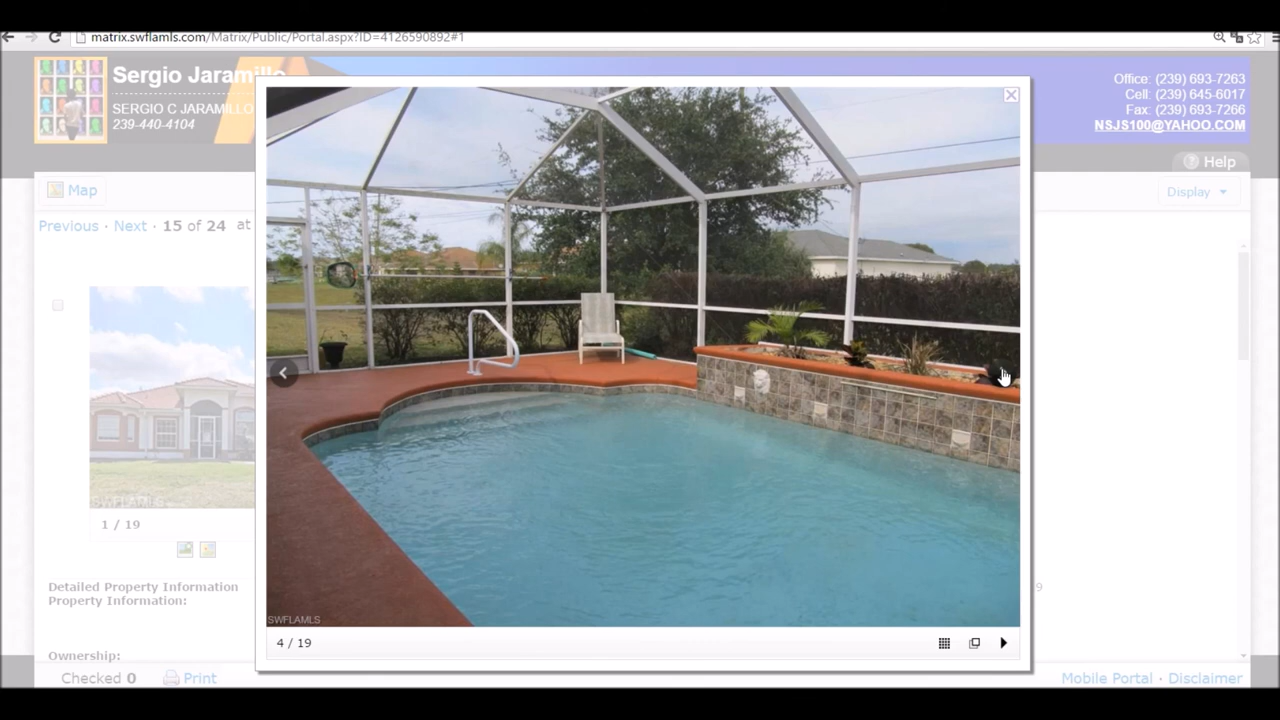 matrix.swflamls.com/Matrix/Public/Portal.aspx?ID=4126590892#1
Sergio Jaramillo
SERGIO C JARAMILLO
239-440-4104
Office: (239) 693-7263
Cell: (239) 645-6017
Fax: (239) 693-7266
NSJS100@YAHOO.COM
? Help
Map
Display
Previous · Next · 15 of 24 at
SWFLAMLS
1 / 19
SWFLAMLS
4 / 19
Detailed Property Information
Property Information:
Ownership:
Checked 0 Print
Mobile Portal · Disclaimer